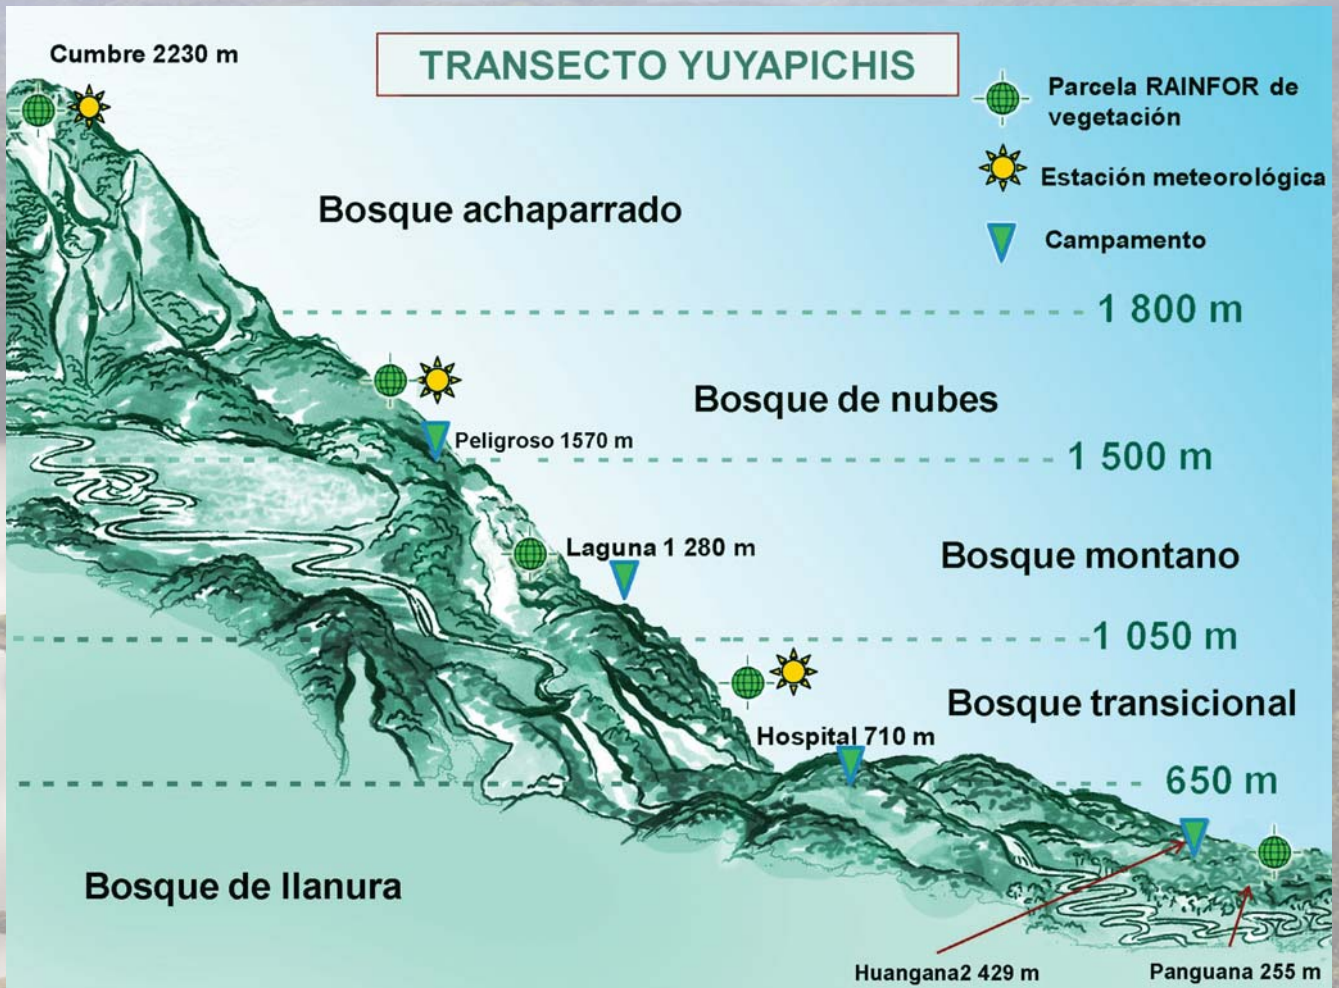 Cumbre 2230 m
TRANSECTO YUYAPICHIS
Parcela RAINFOR de
vegetación
Estación meteorológica
Campamento
Bosque achaparrado
1 800 m
Bosque de nubes
Peligroso 1570 m
1 500 m
Laguna 1 280 m
Bosque montano
1 050 m
Bosque transicional
Hospital 710 m
650 m
Bosque de llanura
Huangana2 429 m
Panguana 255 m